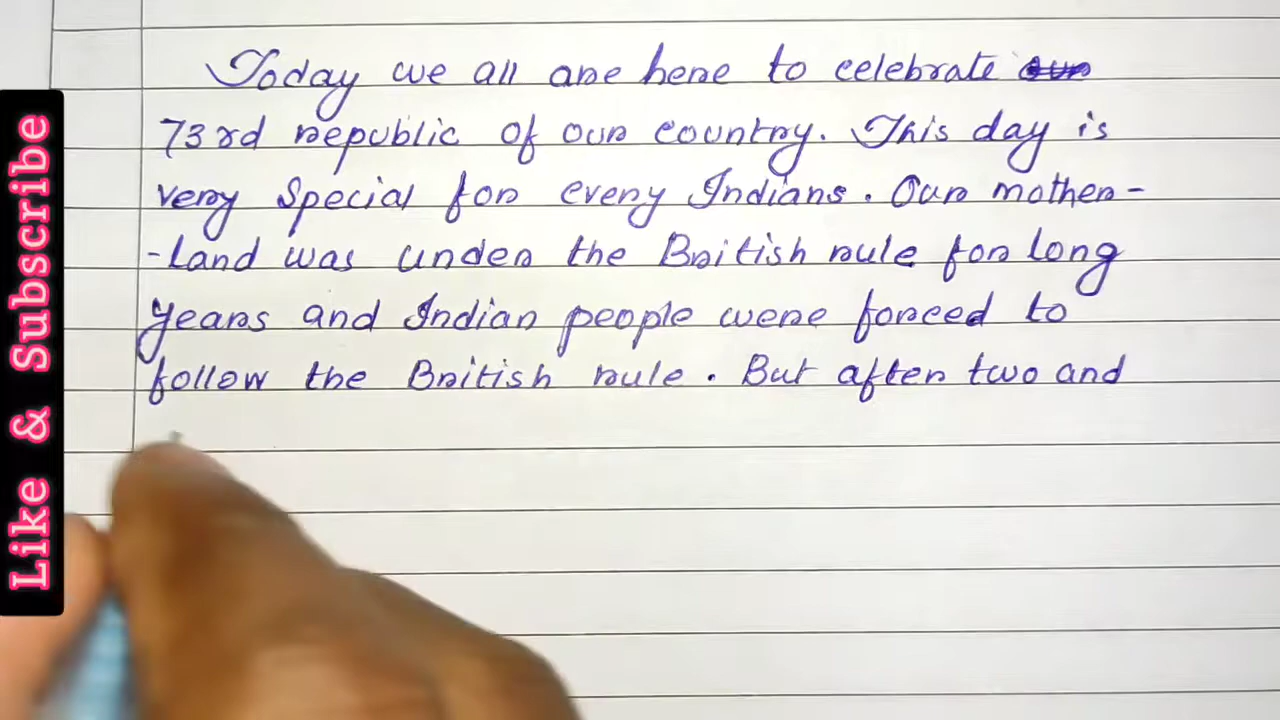 Today we all are here to celebrate
73rd republic of our country. This day is
very Special for every Indians. Our mother-
-land was under the British rule for long
years and Indian people were forced to
follow the British rule. But after two and
Like & Subscribe